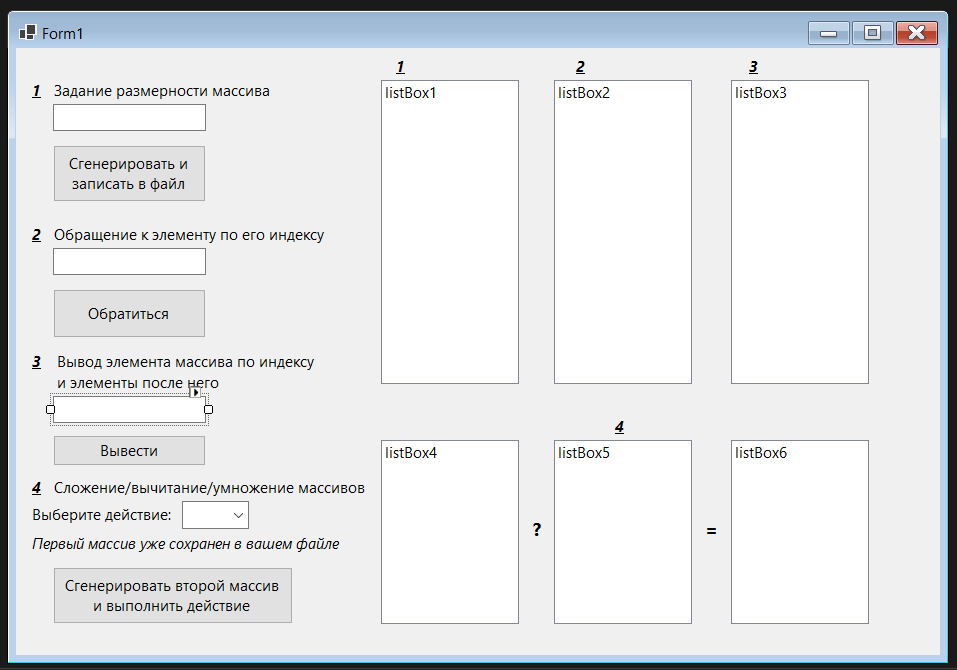 Form1
1 Задание размерности массива
Сгенерировать и
записать в файл
2 Обращение к элементу по его индексу
Обратиться
3 Вывод элемента массива по индексу
и элементы после него
Вывести
4 Сложение/вычитание/умножение массивов
Выберите действие:
Первый массив уже сохранен в вашем файле
Сгенерировать второй массив
и выполнить действие
1 2 3
listBox1 listBox2 listBox3
4
listBox4 listBox5 listBox6
? =